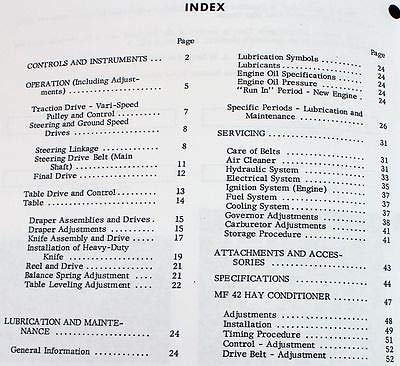 INDEX
Page
CONTROLS AND INSTRUMENTS ... 2
OPERATION (Including Adjust-
ments) ........ 5
Traction Drive - Vari-Speed
Pulley and Control ........ 7
Steering and Ground Speed
Drives ........ 8
Steering Linkage ........ 8
Steering Drive Belt (Main
Shaft) ........ 11
Final Drive ........ 12
Table Drive and Control ........ 13
Table ........ 14
Draper Assemblies and Drives . 15
Draper Adjustments ........ 15
Knife Assembly and Drive .... 17
Installation of Heavy-Duty
Knife ........ 19
Reel and Drive ........ 21
Balance Spring Adjustment .... 21
Table Leveling Adjustment .... 22
LUBRICATION AND MAINTE-
NANCE ........ 24
General Information ........ 24
Page
Lubrication Symbols ........ 24
Lubricants ........ 24
Engine Oil Specifications ........ 24
Engine Oil Pressure ........ 24
"Run In" Period - New Engine . 24
Specific Periods - Lubrication and
Maintenance ........ 26
SERVICING ........ 31
Care of Belts ........ 31
Air Cleaner ........ 31
Hydraulic System ........ 31
Electrical System ........ 33
Ignition System (Engine) ........ 35
Fuel System ........ 37
Cooling System ........ 37
Governor Adjustments ........ 37
Carburetor Adjustments ........ 38
Storage Procedure ........ 41
ATTACHMENTS AND ACCES-
SORIES ........ 43
SPECIFICATIONS ........ 44
MF 42 HAY CONDITIONER ........ 47
Adjustments ........ 48
Installation ........ 49
Timing Procedure ........ 51
Control - Adjustment ........ 52
Drive Belt - Adjustment ........ 52